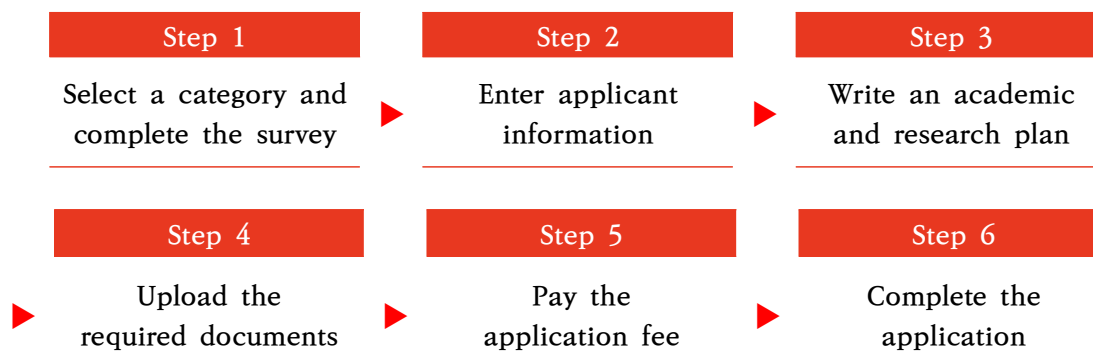 Step 1
Select a category and
complete the survey
Step 2
Enter applicant
information
Step 3
Write an academic
and research plan
Step 4
Upload the
required documents
Step 5
Pay the
application fee
Step 6
Complete the
application